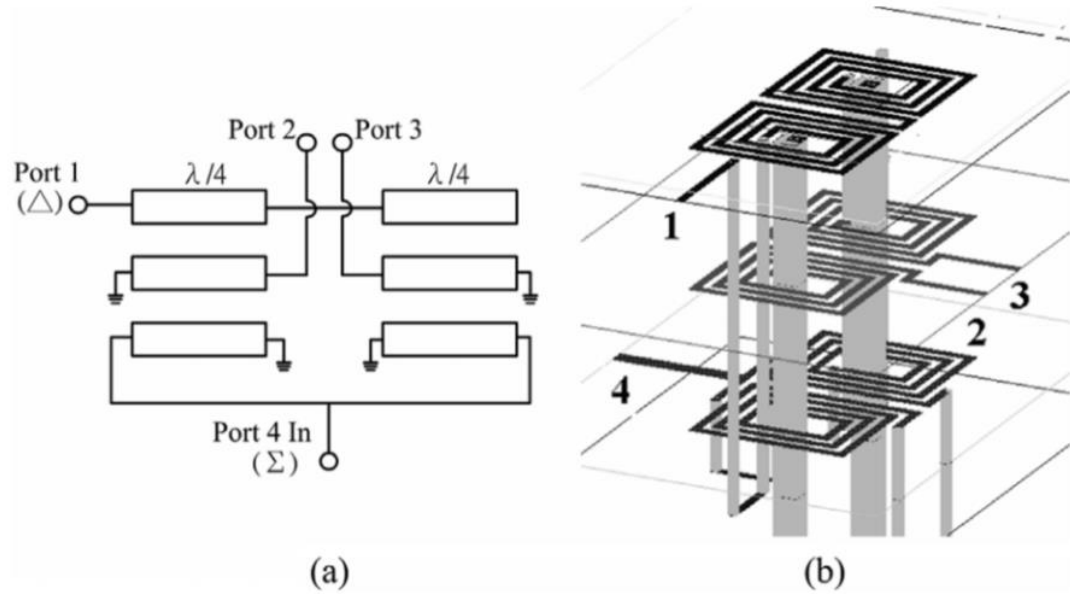 Port 2
Port 3
Port 1
(△)
λ/4
λ/4
Port 4 In
(Σ)
(a)
1
3
2
4
(b)